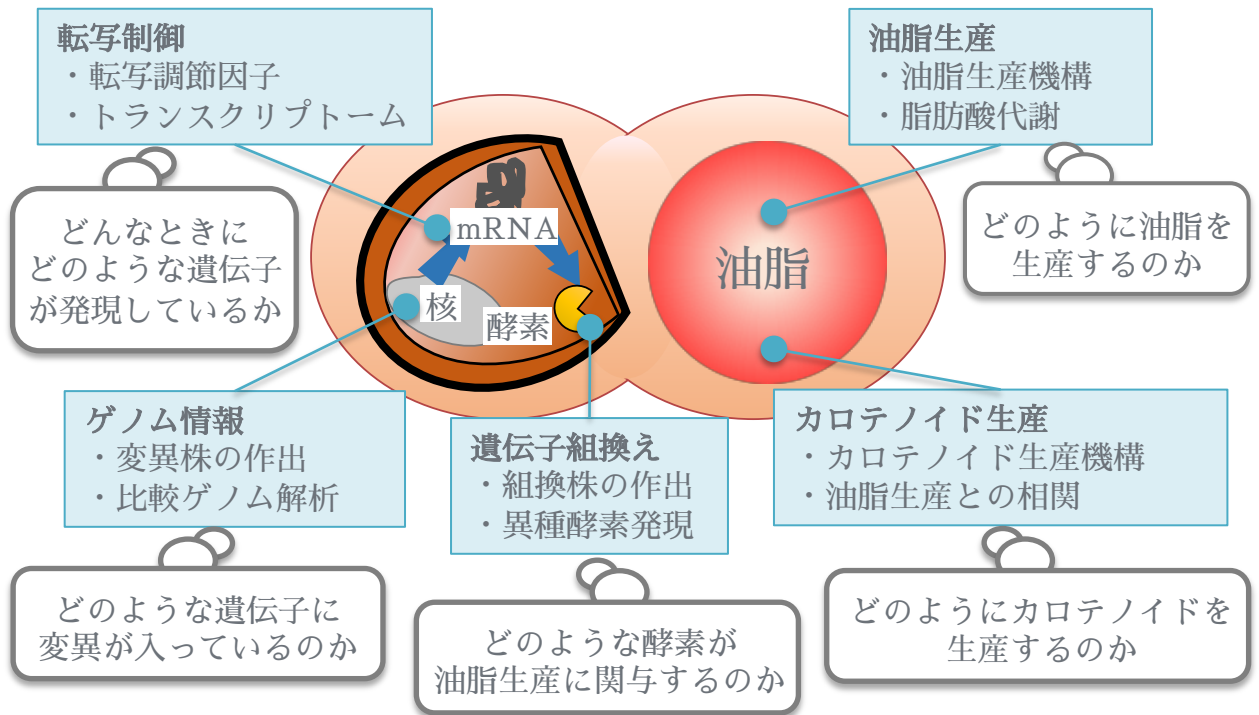 転写制御
・転写調節因子
・トランスクリプトーム
油脂生産
・油脂生産機構
・脂肪酸代謝
どんなときに
どのような遺伝子
が発現しているか
どのように油脂を
生産するのか
mRNA
核
酵素
油脂
ゲノム情報
・変異株の作出
・比較ゲノム解析
遺伝子組換え
・組換株の作出
・異種酵素発現
カロテノイド生産
・カロテノイド生産機構
・油脂生産との相関
どのような遺伝子に
変異が入っているのか
どのような酵素が
油脂生産に関与するのか
どのようにカロテノイドを
生産するのか